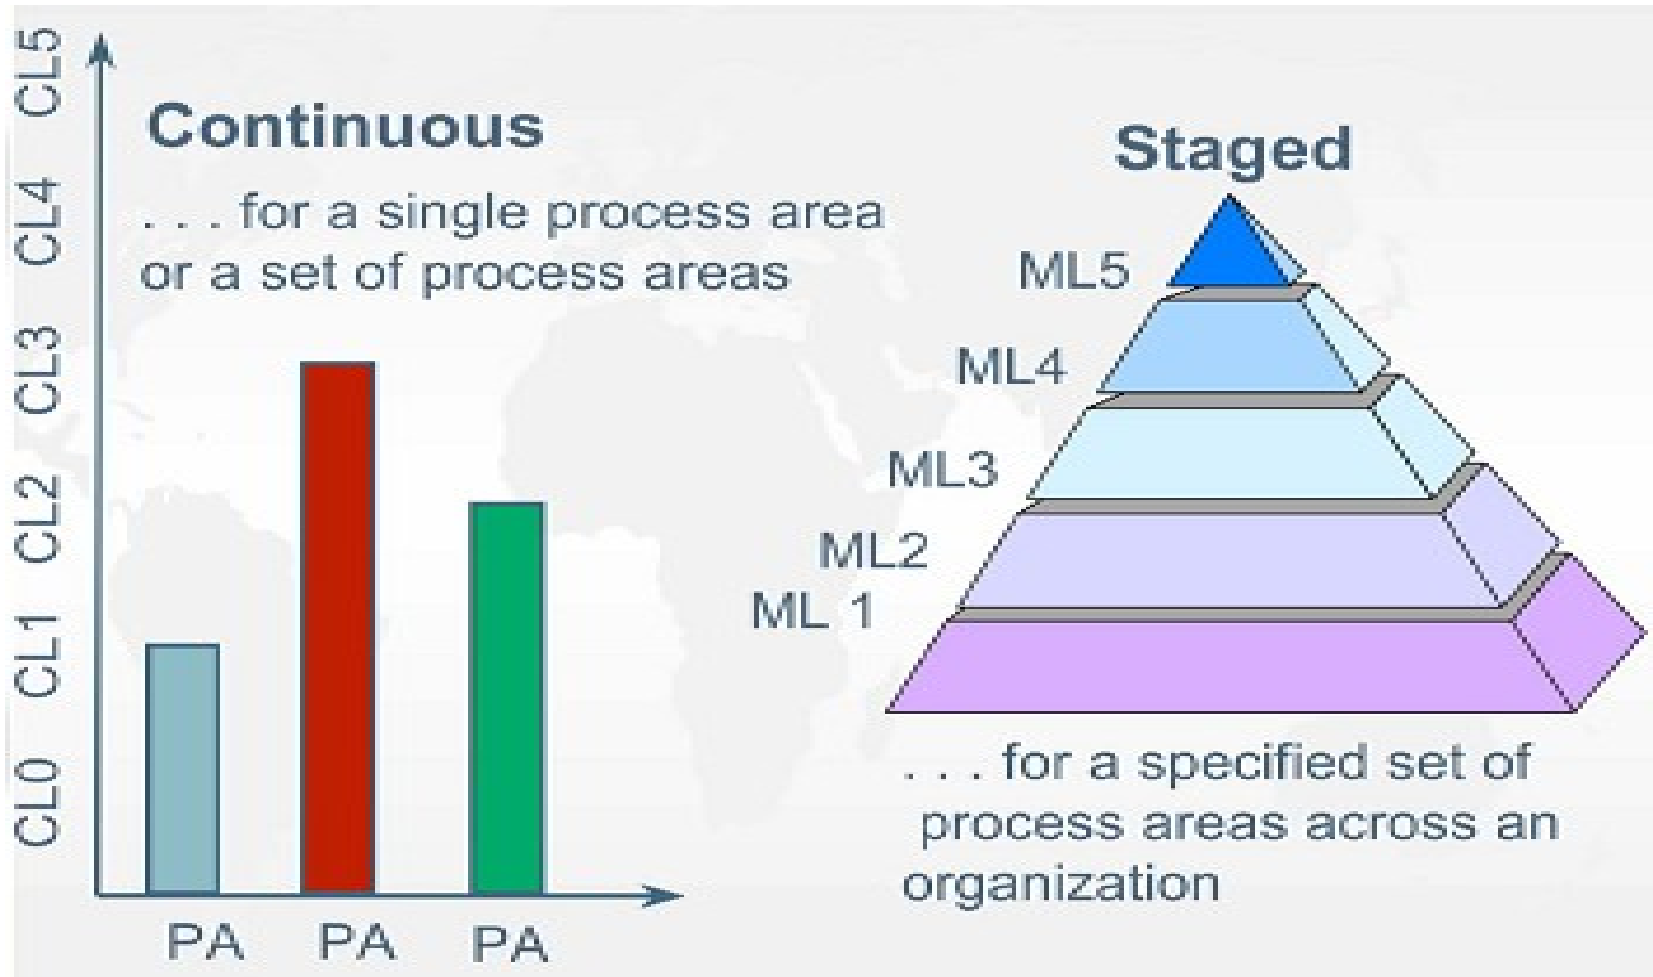 CL5
CL4
CL3
CL2
CL1
CL0
Continuous
. . . for a single process area
or a set of process areas
PA PA PA
Staged
ML5
ML4
ML3
ML2
ML 1
. . . for a specified set of
process areas across an
organization